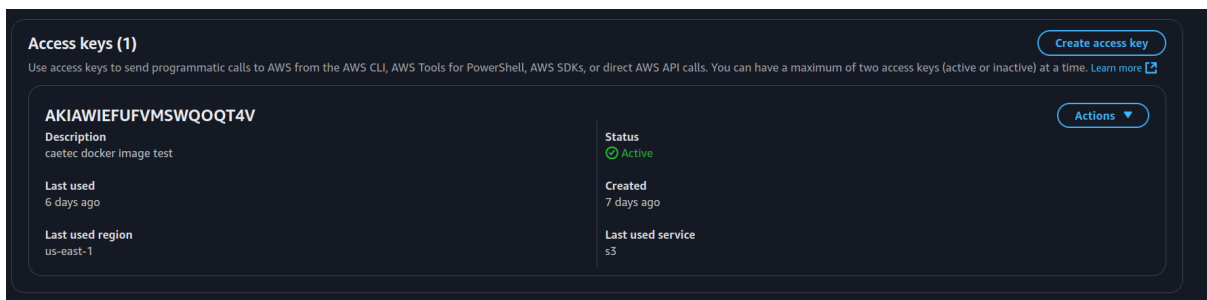 Access keys (1)
Create access key
Use access keys to send programmatic calls to AWS from the AWS CLI, AWS Tools for PowerShell, AWS SDKs, or direct AWS API calls. You can have a maximum of two access keys (active or inactive) at a time. Learn more
AKIAWIEFUFVMSWQOQT4V
Actions
Description
caetec docker image test
Status
Active
Last used
6 days ago
Created
7 days ago
Last used region
us-east-1
Last used service
s3